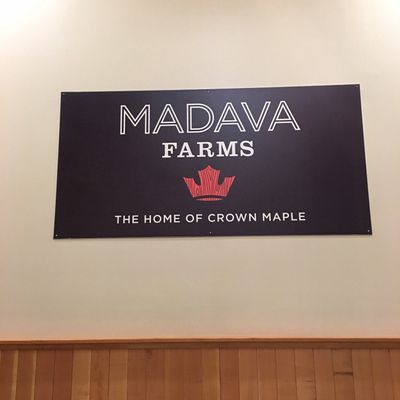 MADAVA
FARMS
THE HOME OF CROWN MAPLE